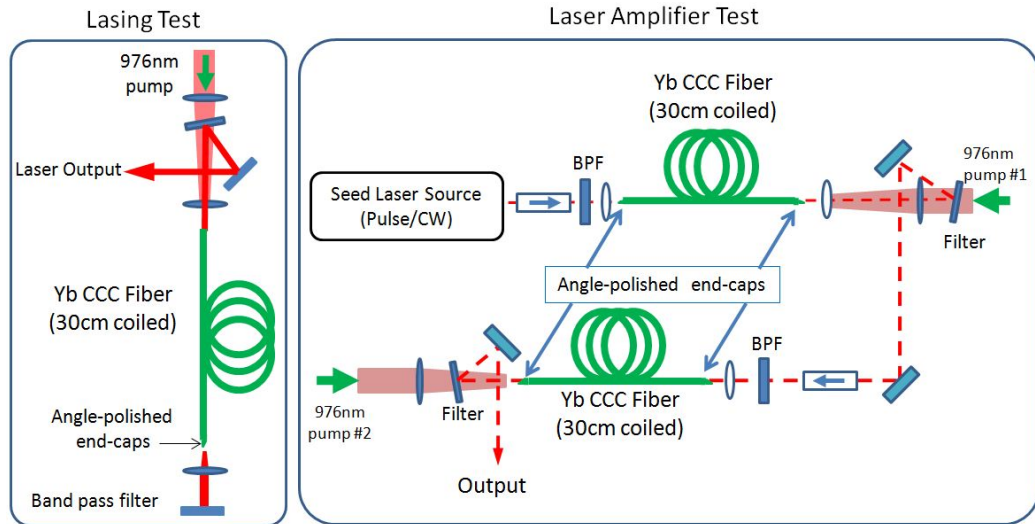 Lasing Test
976nm
pump
Laser Output
Yb CCC Fiber
(30cm coiled)
Angle-polished
end-caps
Band pass filter
Laser Amplifier Test
Yb CCC Fiber
(30cm coiled)
BPF
Seed Laser Source
(Pulse/CW)
976nm
pump #1
Filter
Angle-polished end-caps
BPF
976nm
pump #2
Filter
Yb CCC Fiber
(30cm coiled)
Output